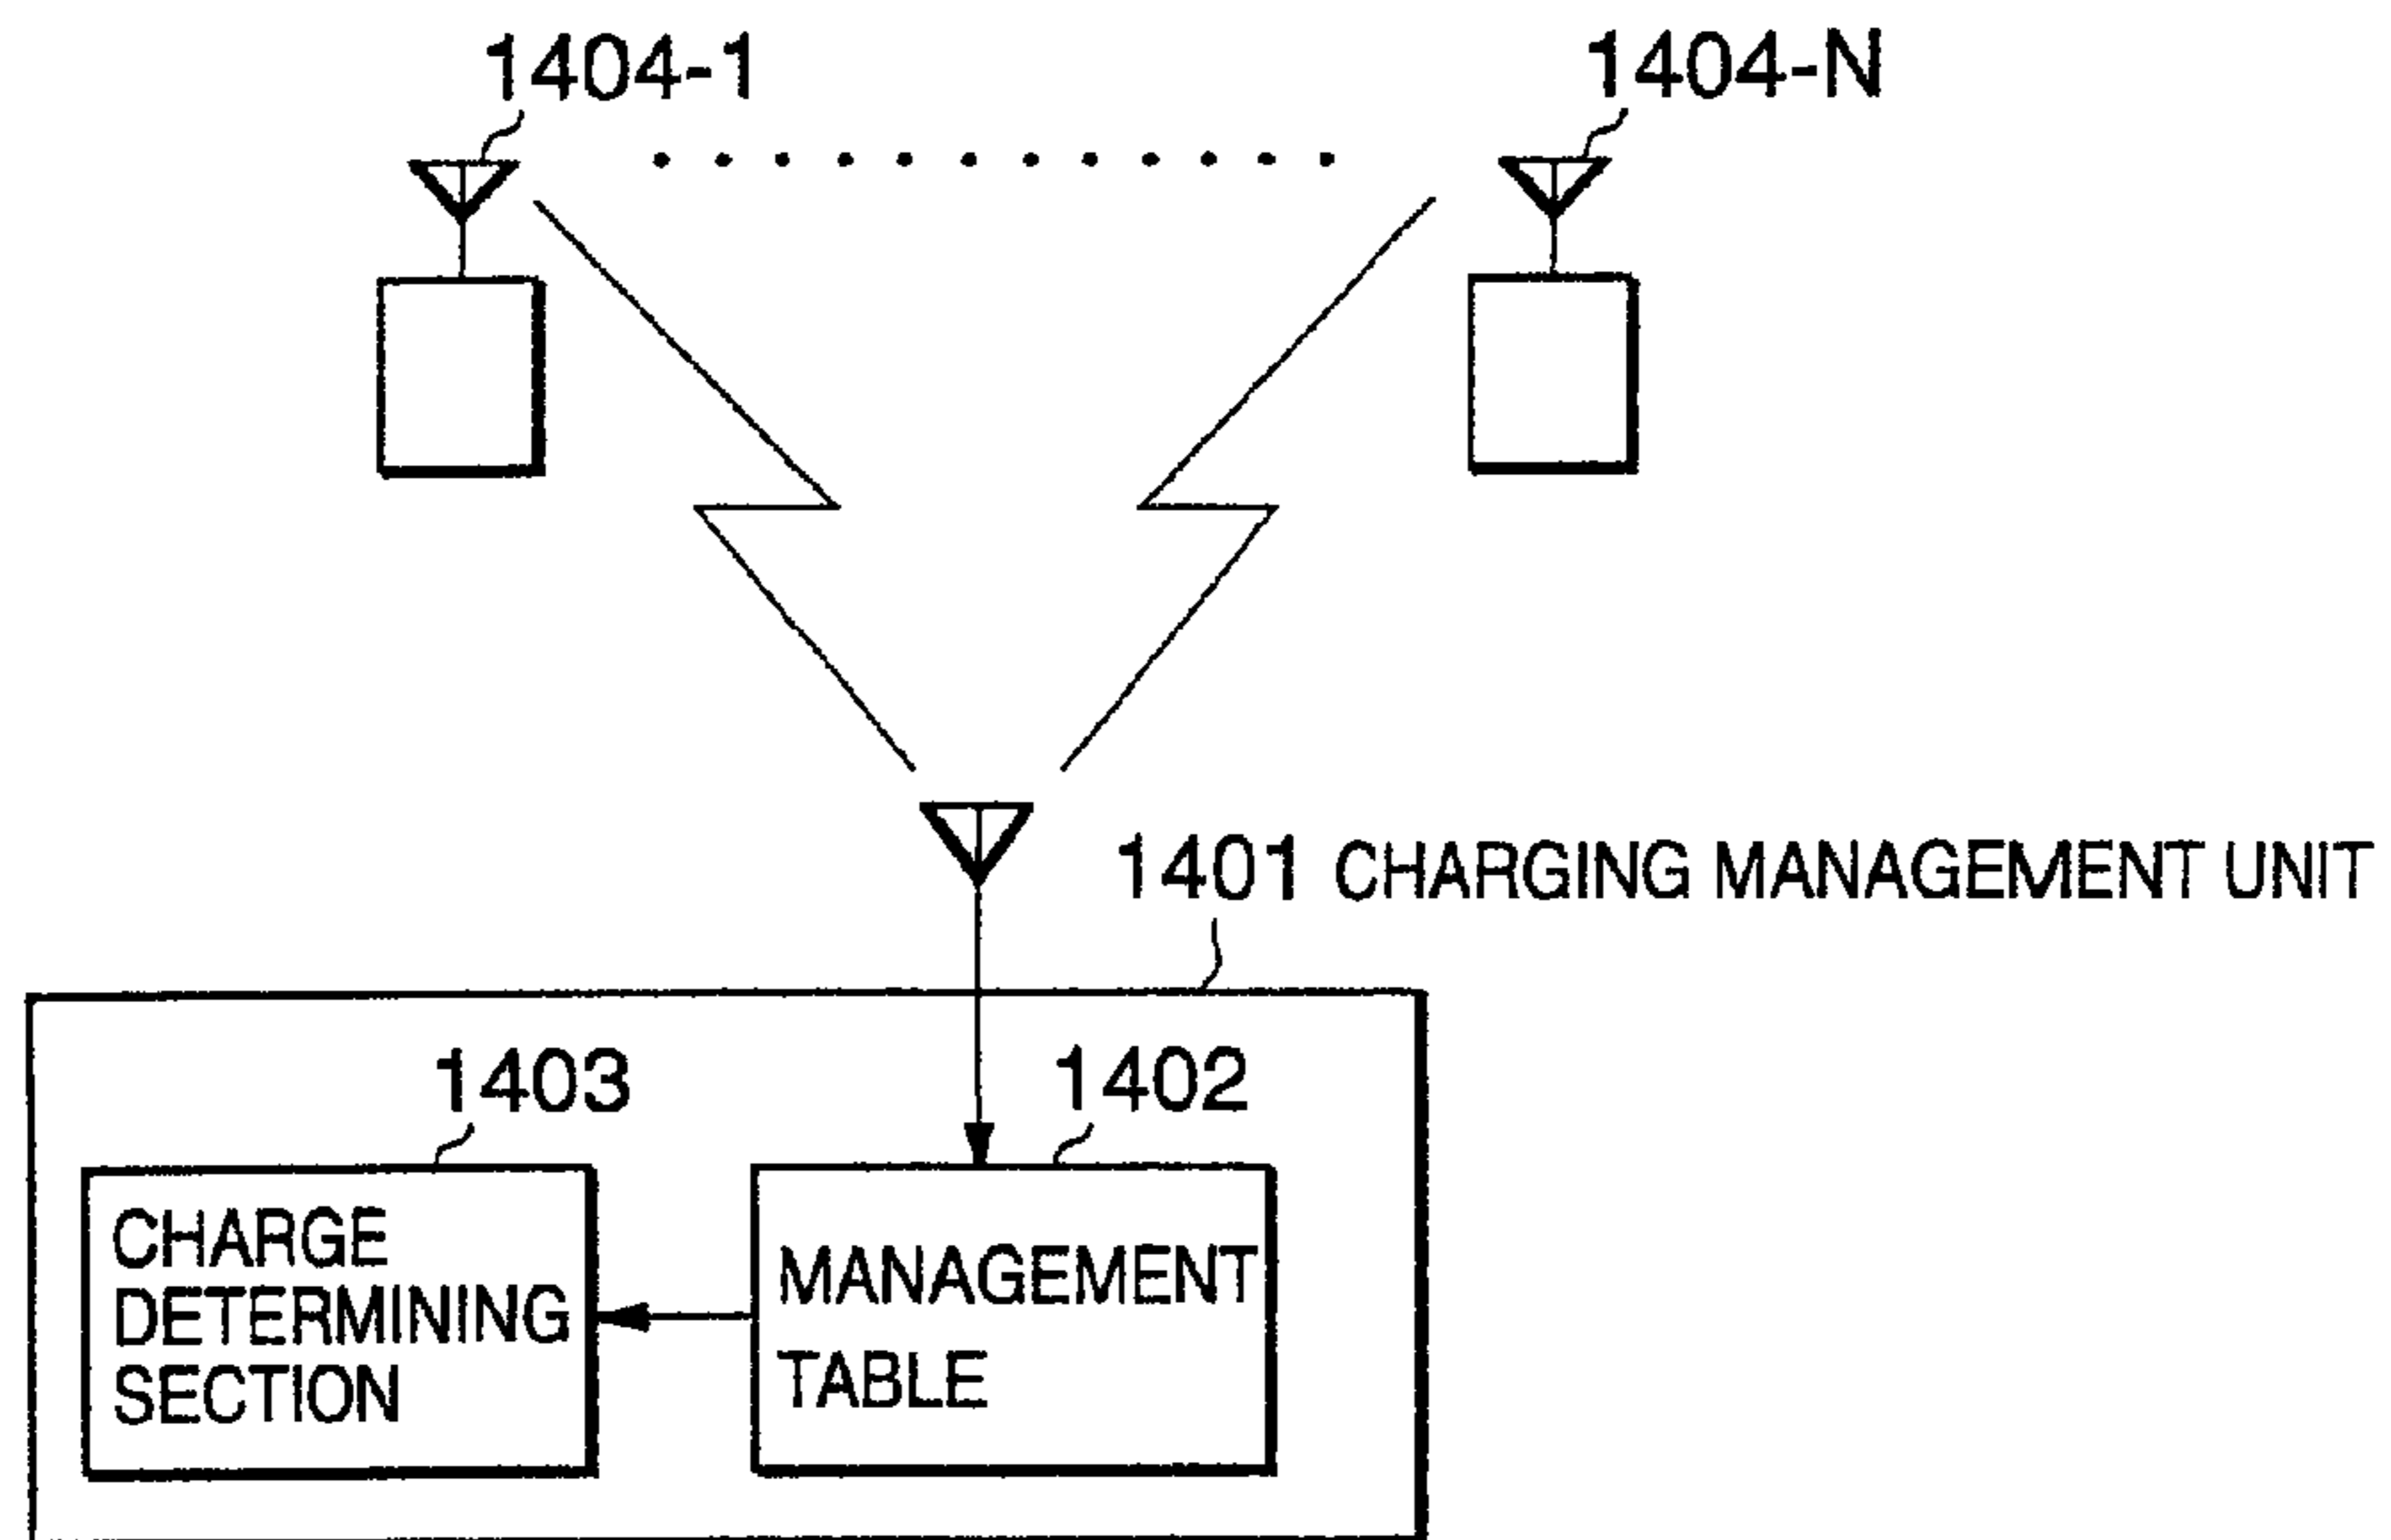 1404-1
1404-N
1401 CHARGING MANAGEMENT UNIT
1403
1402
CHARGE
DETERMINING
SECTION
MANAGEMENT
TABLE